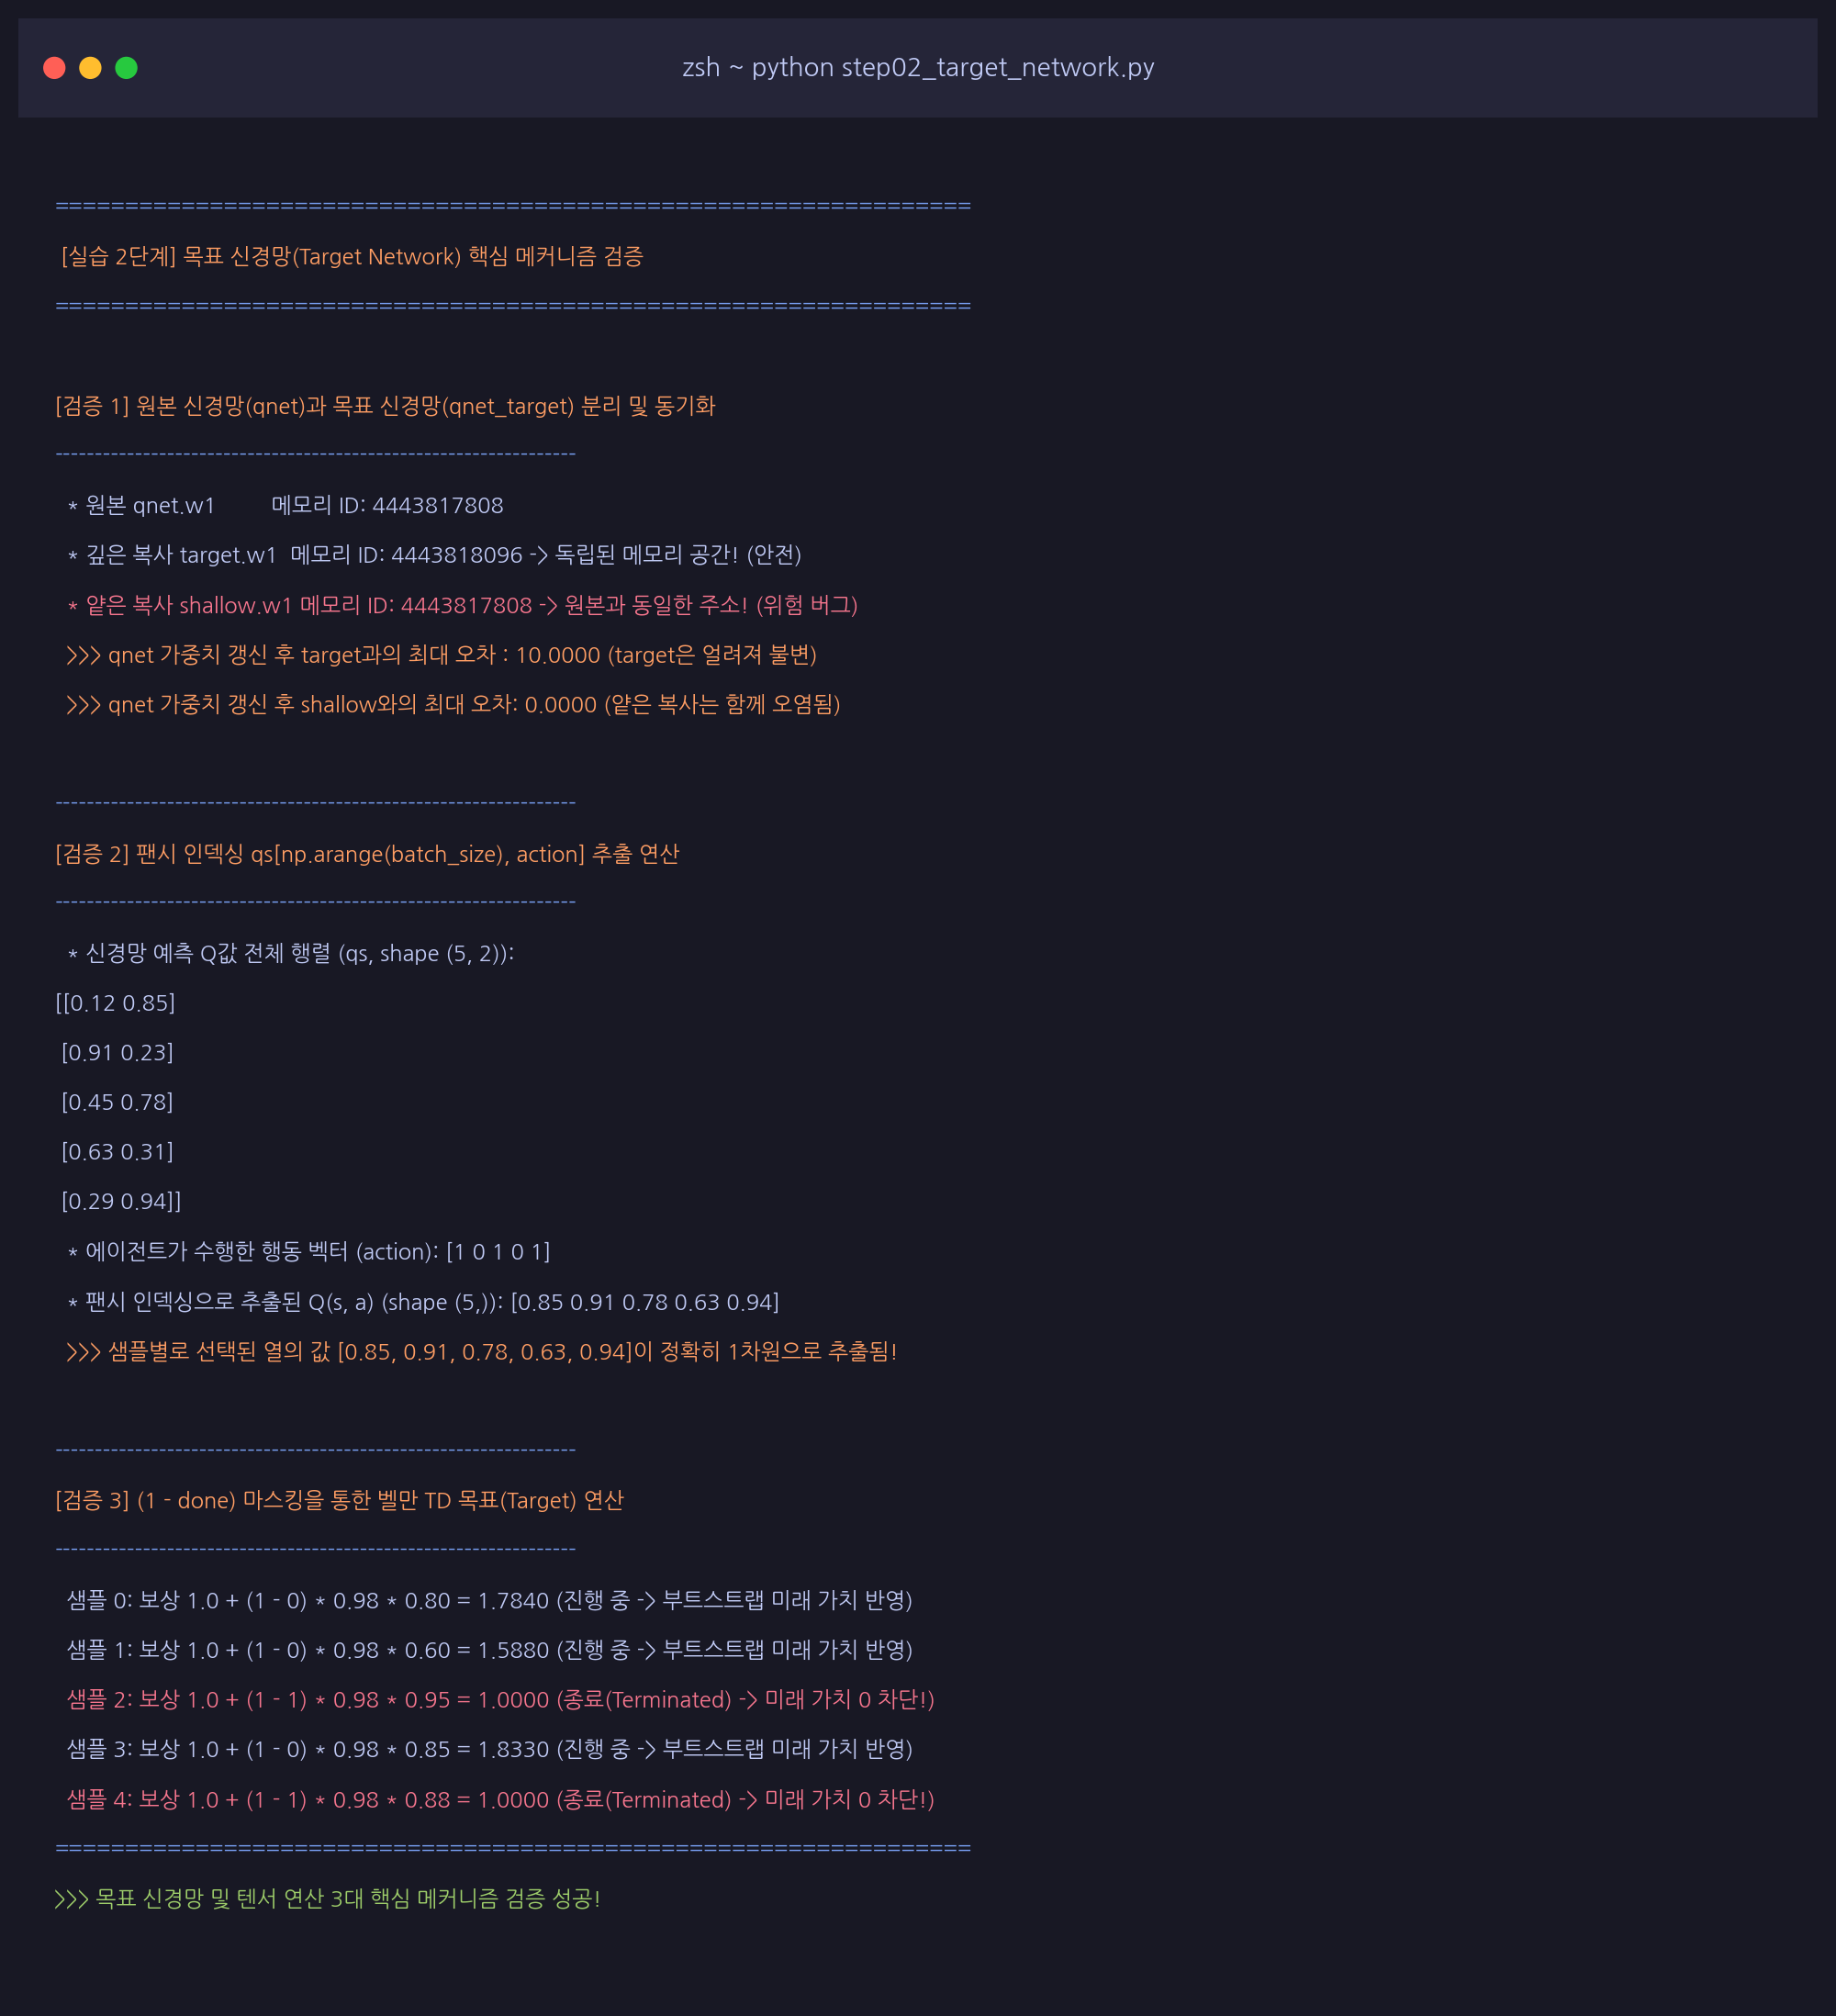 zsh ~ python step02_target_network.py
=================================================================
[실습 2단계] 목표 신경망(Target Network) 핵심 메커니즘 검증
=================================================================
[검증 1] 원본 신경망(qnet)과 목표 신경망(qnet_target) 분리 및 동기화
-----------------------------------------------------------------
* 원본 qnet.w1         메모리 ID: 4443817808
* 깊은 복사 target.w1  메모리 ID: 4443818096 -> 독립된 메모리 공간! (안전)
* 얕은 복사 shallow.w1 메모리 ID: 4443817808 -> 원본과 동일한 주소! (위험 버그)
>>> qnet 가중치 갱신 후 target과의 최대 오차 : 10.0000 (target은 얼려져 불변)
>>> qnet 가중치 갱신 후 shallow와의 최대 오차: 0.0000 (얕은 복사는 함께 오염됨)
-----------------------------------------------------------------
[검증 2] 팬시 인덱싱 qs[np.arange(batch_size), action] 추출 연산
-----------------------------------------------------------------
* 신경망 예측 Q값 전체 행렬 (qs, shape (5, 2)):
[[0.12 0.85]
[0.91 0.23]
[0.45 0.78]
[0.63 0.31]
[0.29 0.94]]
* 에이전트가 수행한 행동 벡터 (action): [1 0 1 0 1]
* 팬시 인덱싱으로 추출된 Q(s, a) (shape (5,)): [0.85 0.91 0.78 0.63 0.94]
>>> 샘플별로 선택된 열의 값 [0.85, 0.91, 0.78, 0.63, 0.94]이 정확히 1차원으로 추출됨!
-----------------------------------------------------------------
[검증 3] (1 - done) 마스킹을 통한 벨만 TD 목표(Target) 연산
-----------------------------------------------------------------
샘플 0: 보상 1.0 + (1 - 0) * 0.98 * 0.80 = 1.7840 (진행 중 -> 부트스트랩 미래 가치 반영)
샘플 1: 보상 1.0 + (1 - 0) * 0.98 * 0.60 = 1.5880 (진행 중 -> 부트스트랩 미래 가치 반영)
샘플 2: 보상 1.0 + (1 - 1) * 0.98 * 0.95 = 1.0000 (종료(Terminated) -> 미래 가치 0 차단!)
샘플 3: 보상 1.0 + (1 - 0) * 0.98 * 0.85 = 1.8330 (진행 중 -> 부트스트랩 미래 가치 반영)
샘플 4: 보상 1.0 + (1 - 1) * 0.98 * 0.88 = 1.0000 (종료(Terminated) -> 미래 가치 0 차단!)
=================================================================
>>> 목표 신경망 및 텐서 연산 3대 핵심 메커니즘 검증 성공!